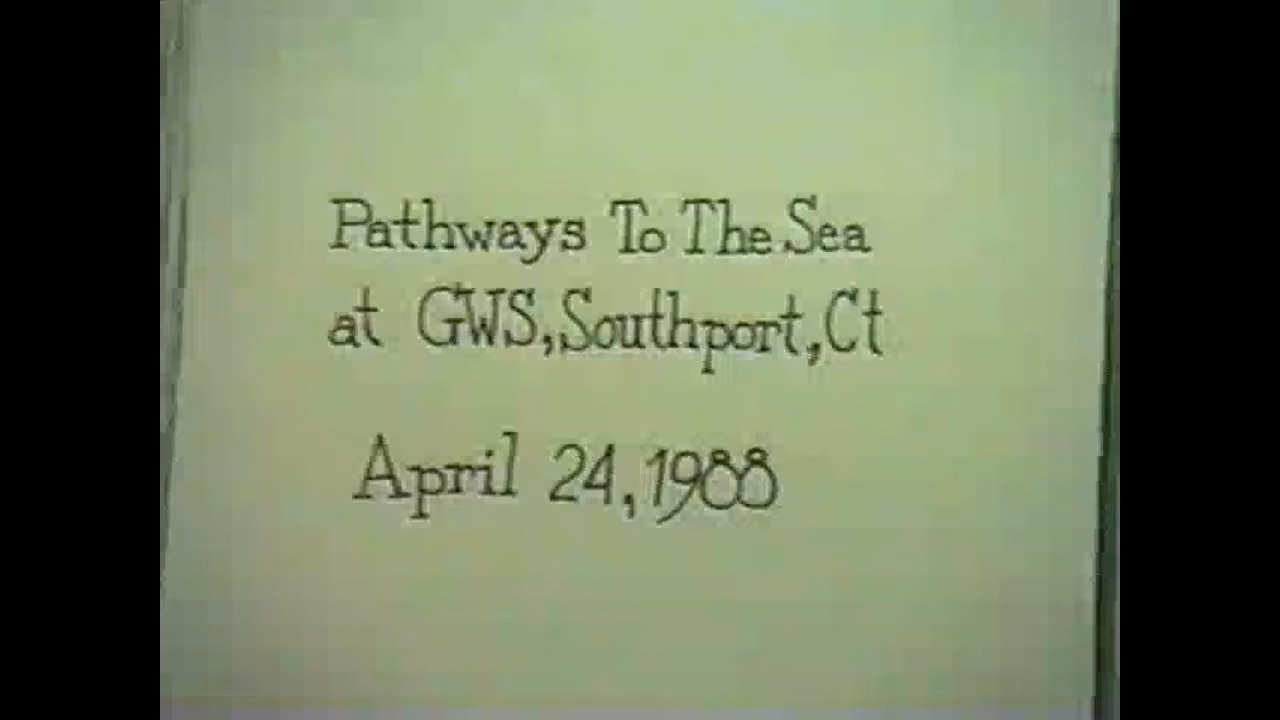 Pathways To The Sea
at GWS, Southport, Ct
April 24, 1988